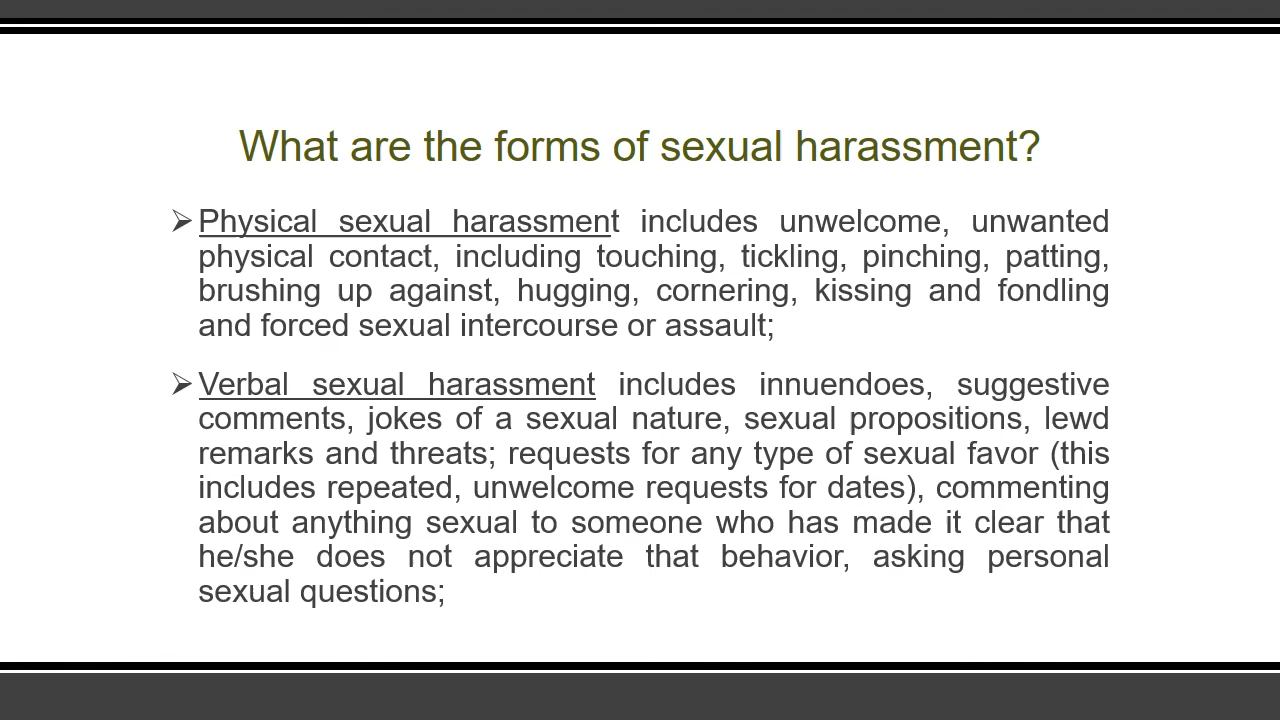 What are the forms of sexual harassment?
➢ Physical sexual harassment includes unwelcome, unwanted
physical contact, including touching, tickling, pinching, patting,
brushing up against, hugging, cornering, kissing and fondling
and forced sexual intercourse or assault;
➢ Verbal sexual harassment includes innuendoes, suggestive
comments, jokes of a sexual nature, sexual propositions, lewd
remarks and threats; requests for any type of sexual favor (this
includes repeated, unwelcome requests for dates), commenting
about anything sexual to someone who has made it clear that
he/she does not appreciate that behavior, asking personal
sexual questions;